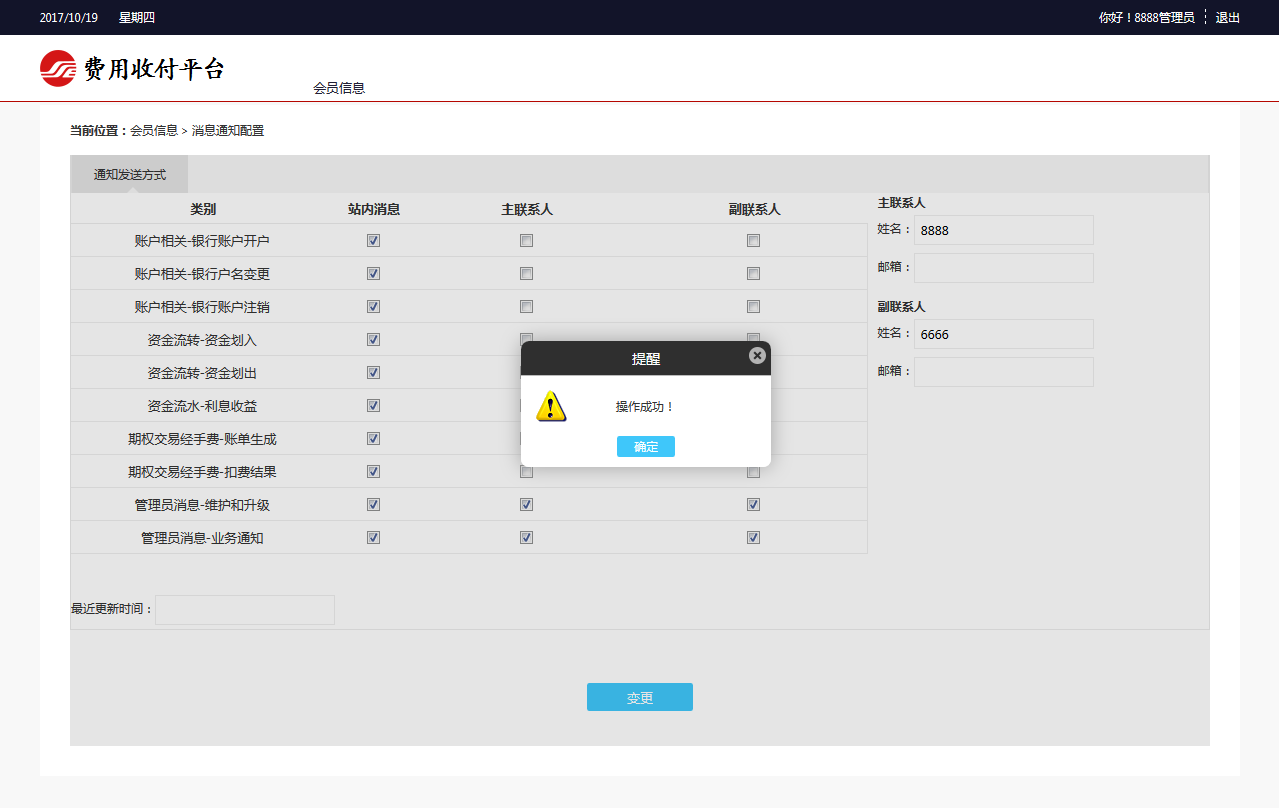 2017/10/19 星期四 你好！8888管理员 退出
费用收付平台
会员信息
当前位置：会员信息 > 消息通知配置
通知发送方式
类别 站内消息 主联系人 副联系人
账户相关-银行账户开户
账户相关-银行户名变更
账户相关-银行账户注销
资金流转-资金划入
资金流转-资金划出
资金流水-利息收益
期权交易经手费-账单生成
期权交易经手费-扣费结果
管理员消息-维护和升级
管理员消息-业务通知
主联系人
姓名：8888
邮箱：
副联系人
姓名：6666
邮箱：
提醒
操作成功！
确定
最近更新时间：
变更